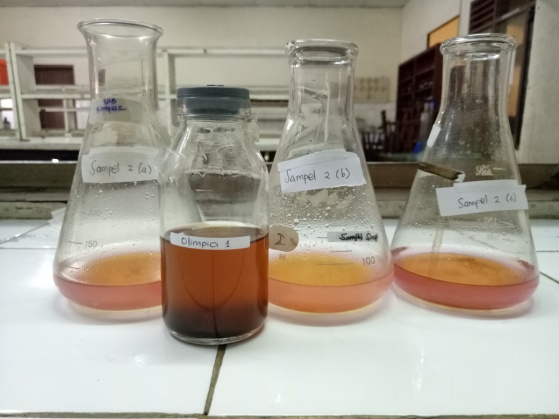 Sampel 2 (a)
150
Olimpia 1
Sampel 2 (b)
I
100
Sampel 2 (c)